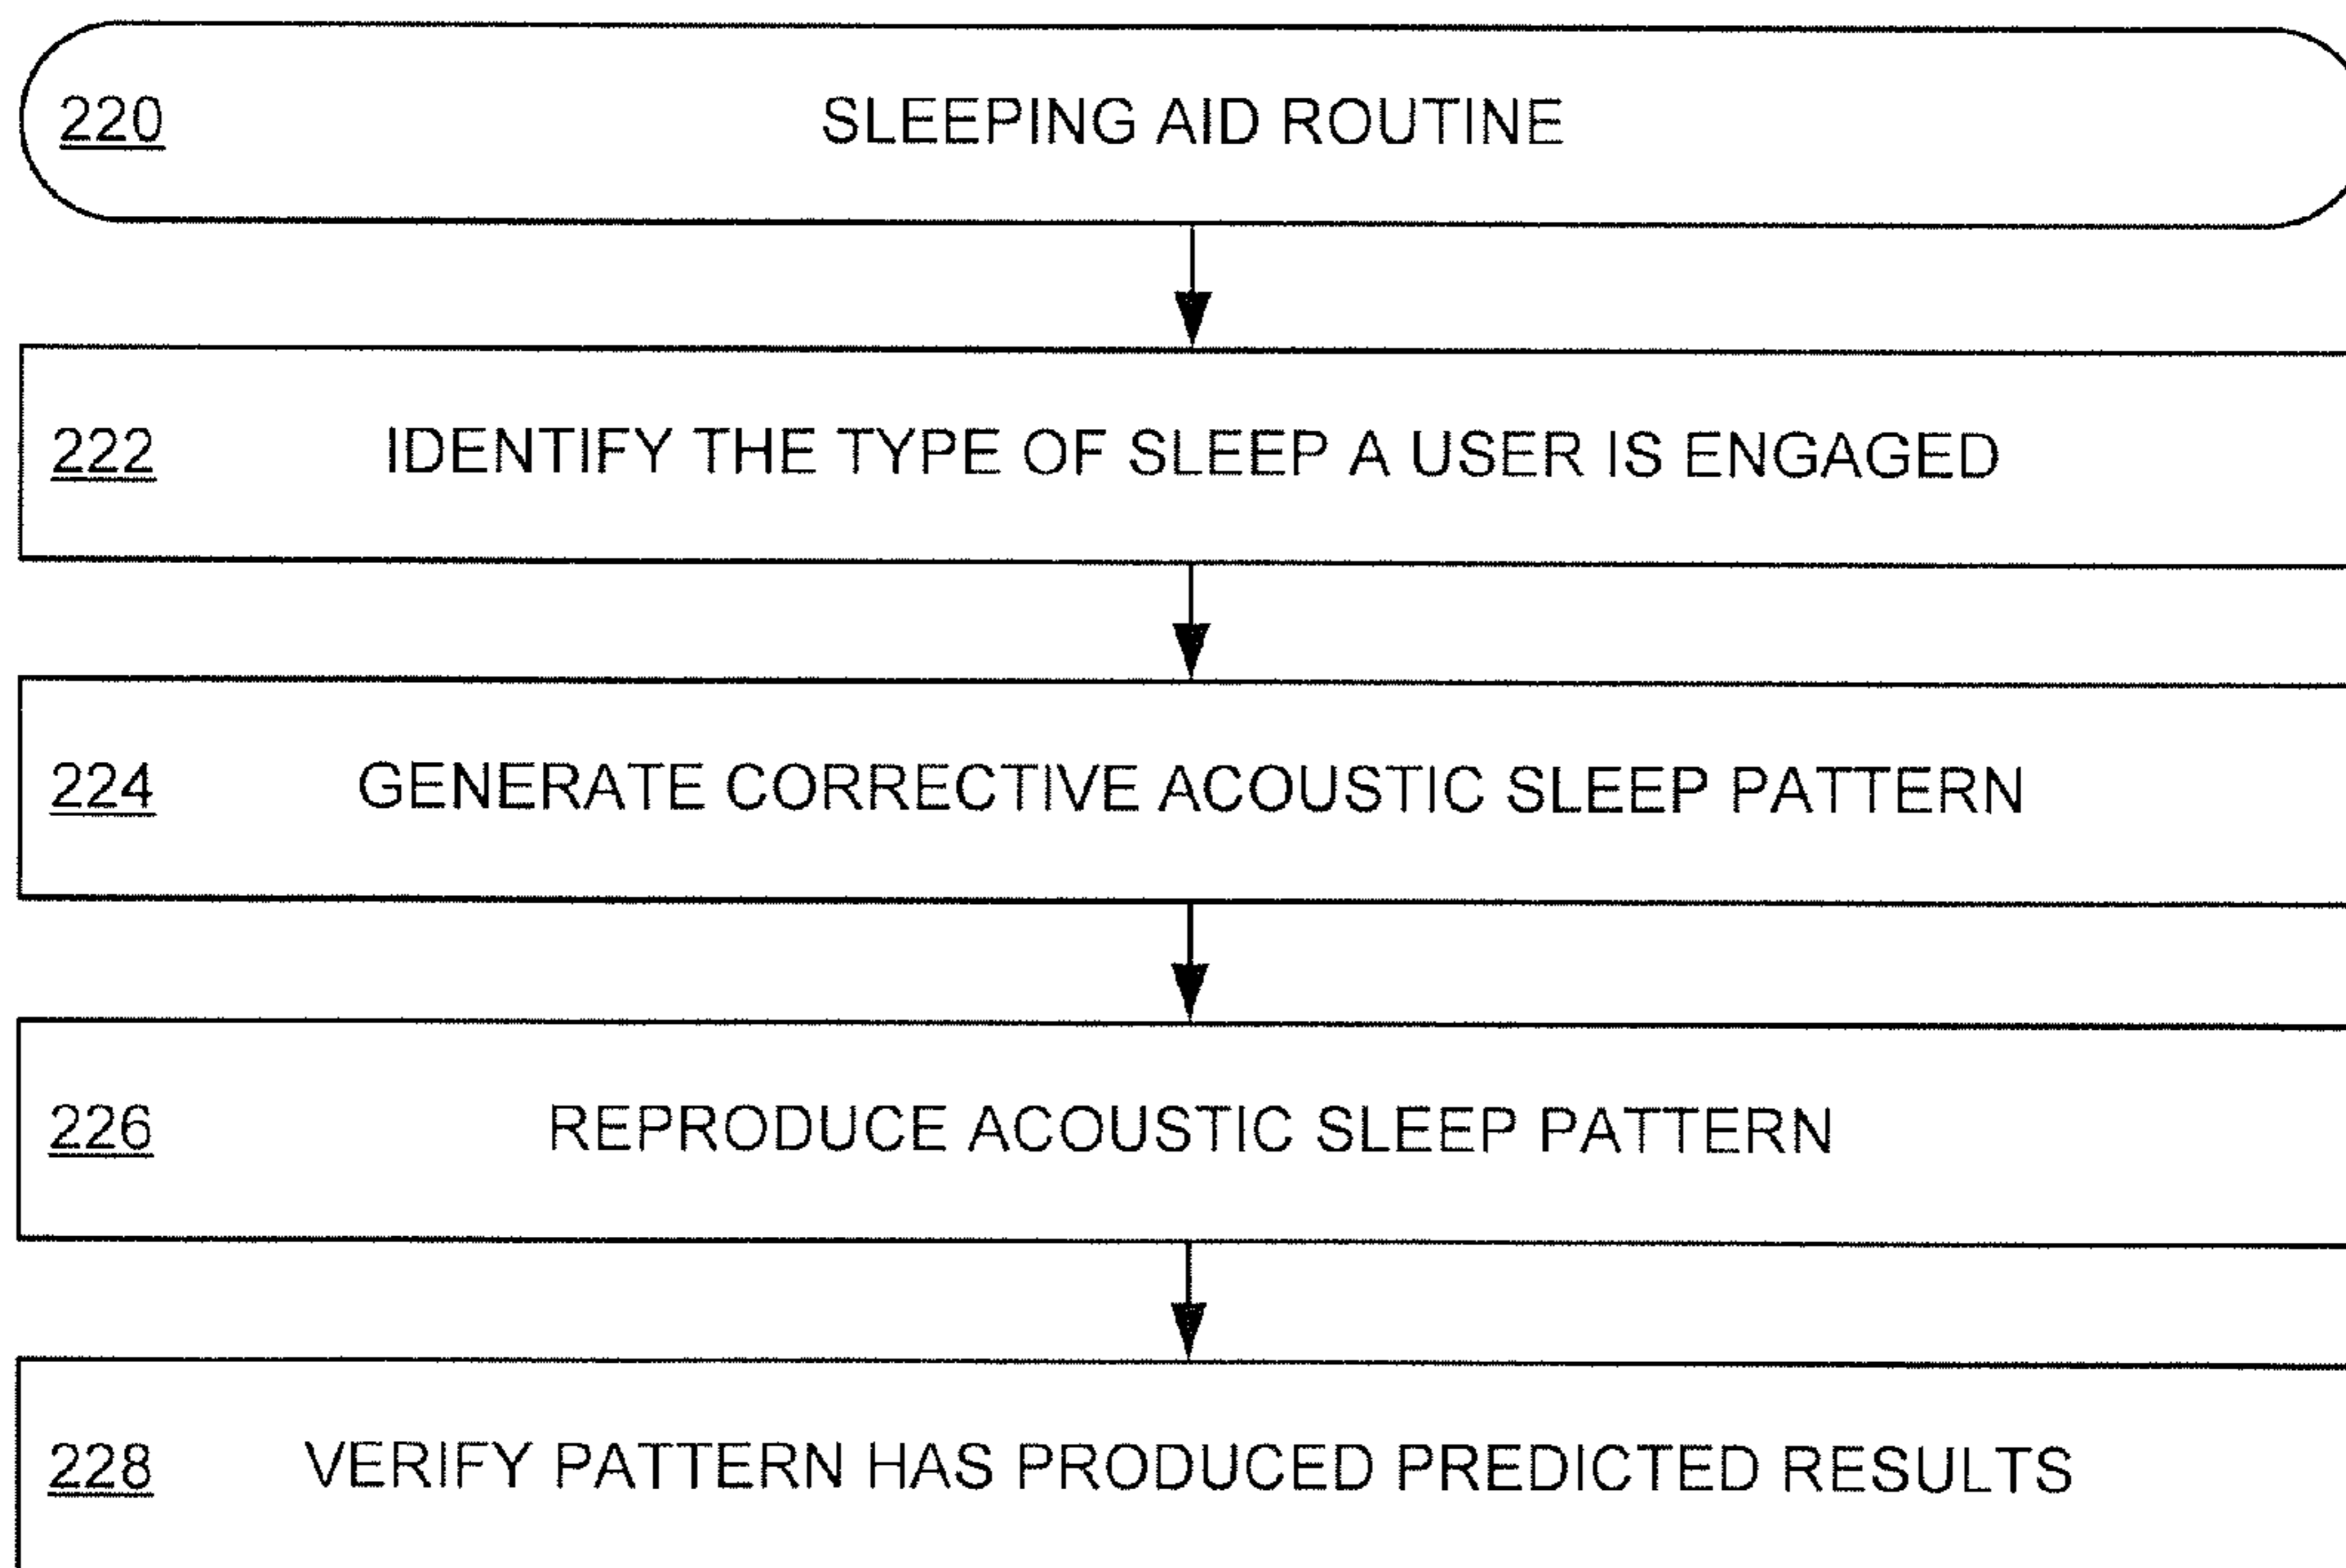 220 SLEEPING AID ROUTINE
222 IDENTIFY THE TYPE OF SLEEP A USER IS ENGAGED
224 GENERATE CORRECTIVE ACOUSTIC SLEEP PATTERN
226 REPRODUCE ACOUSTIC SLEEP PATTERN
228 VERIFY PATTERN HAS PRODUCED PREDICTED RESULTS